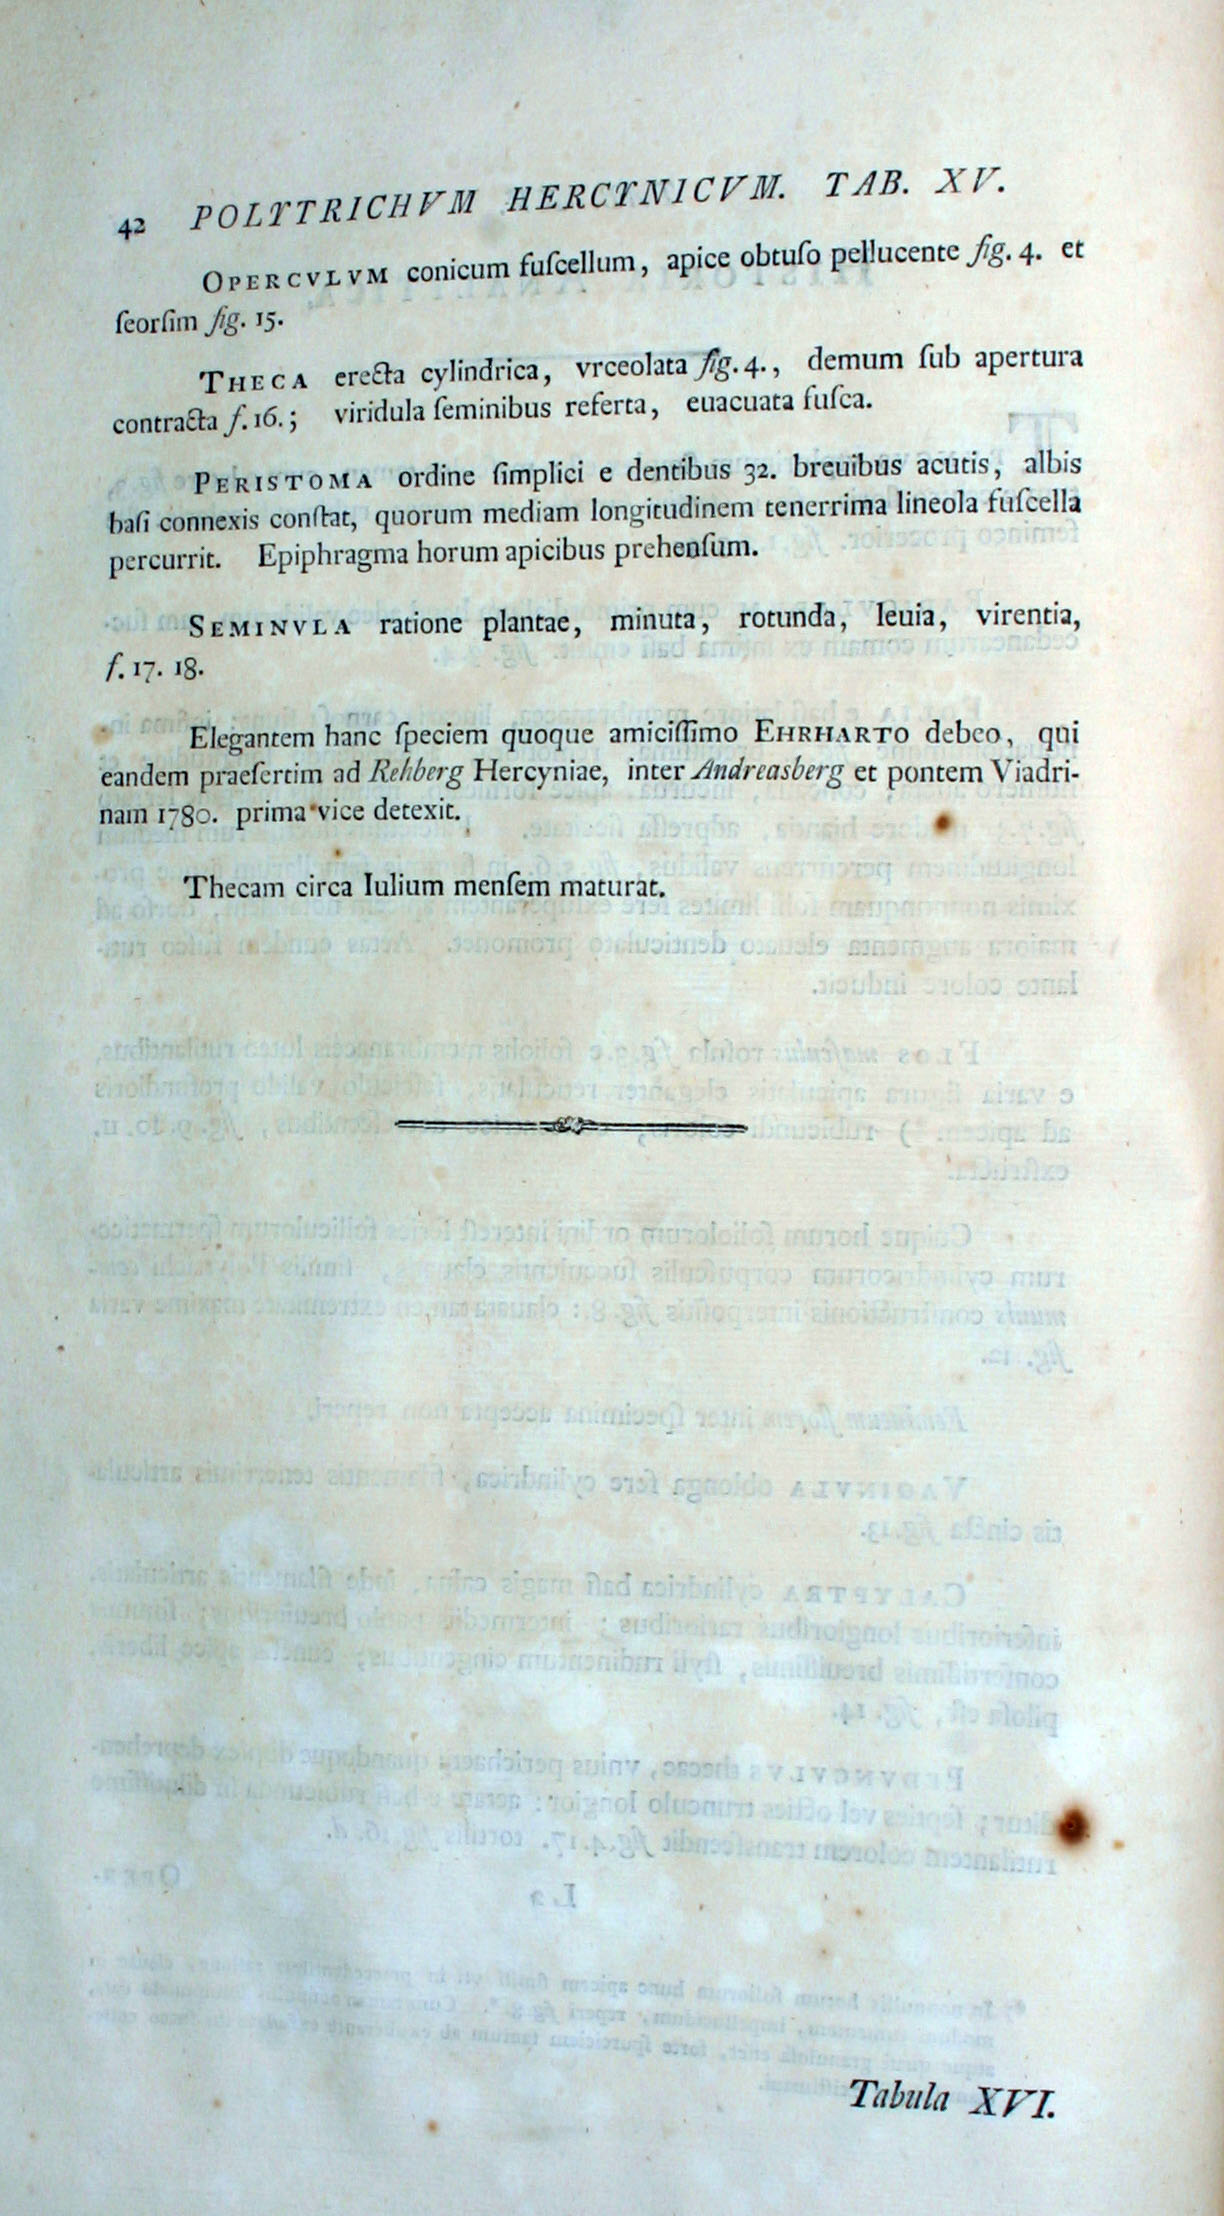 42 POLYTRICHVM HERCYNICVM. TAB. XV.
OPERCVLVM conicum fuſcellum, apice obtuſo pellucente fig. 4. et
ſeorſim fig. 15.
THECA erecta cylindrica, vrceolata fig. 4., demum ſub apertura
contracta f. 16.; viridula ſeminibus referta, euacuata fuſca.
PERISTOMA ordine ſimplici e dentibus 32. breuibus acutis, albis
baſi connexis conſtat, quorum mediam longitudinem tenerrima lineola fuſcella
percurrit. Epiphragma horum apicibus prehenſum.
SEMINVLA ratione plantae, minuta, rotunda, leuia, virentia,
f. 17. 18.
Elegantem hanc ſpeciem quoque amiciſſimo EHRHARTO debeo, qui
eandem praeſertim ad Rehberg Hercyniae, inter Andreasberg et pontem Viadri-
nam 1780. prima vice detexit.
Thecam circa Iulium menſem maturat.
Tabula XVI.